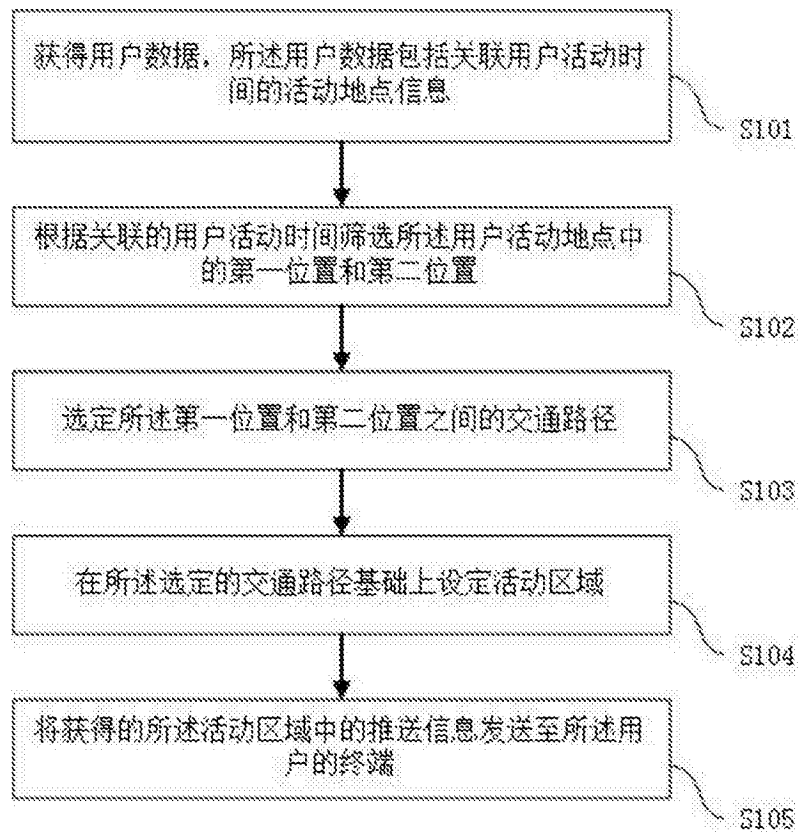 获得用户数据，所述用户数据包括关联用户活动时
间的活动地点信息
S101
根据关联的用户活动时间筛选所述用户活动地点中
的第一位置和第二位置
S102
选定所述第一位置和第二位置之间的交通路径
S103
在所述选定的交通路径基础上设定活动区域
S104
将获得的所述活动区域中的推送信息发送至所述用
户的终端
S105